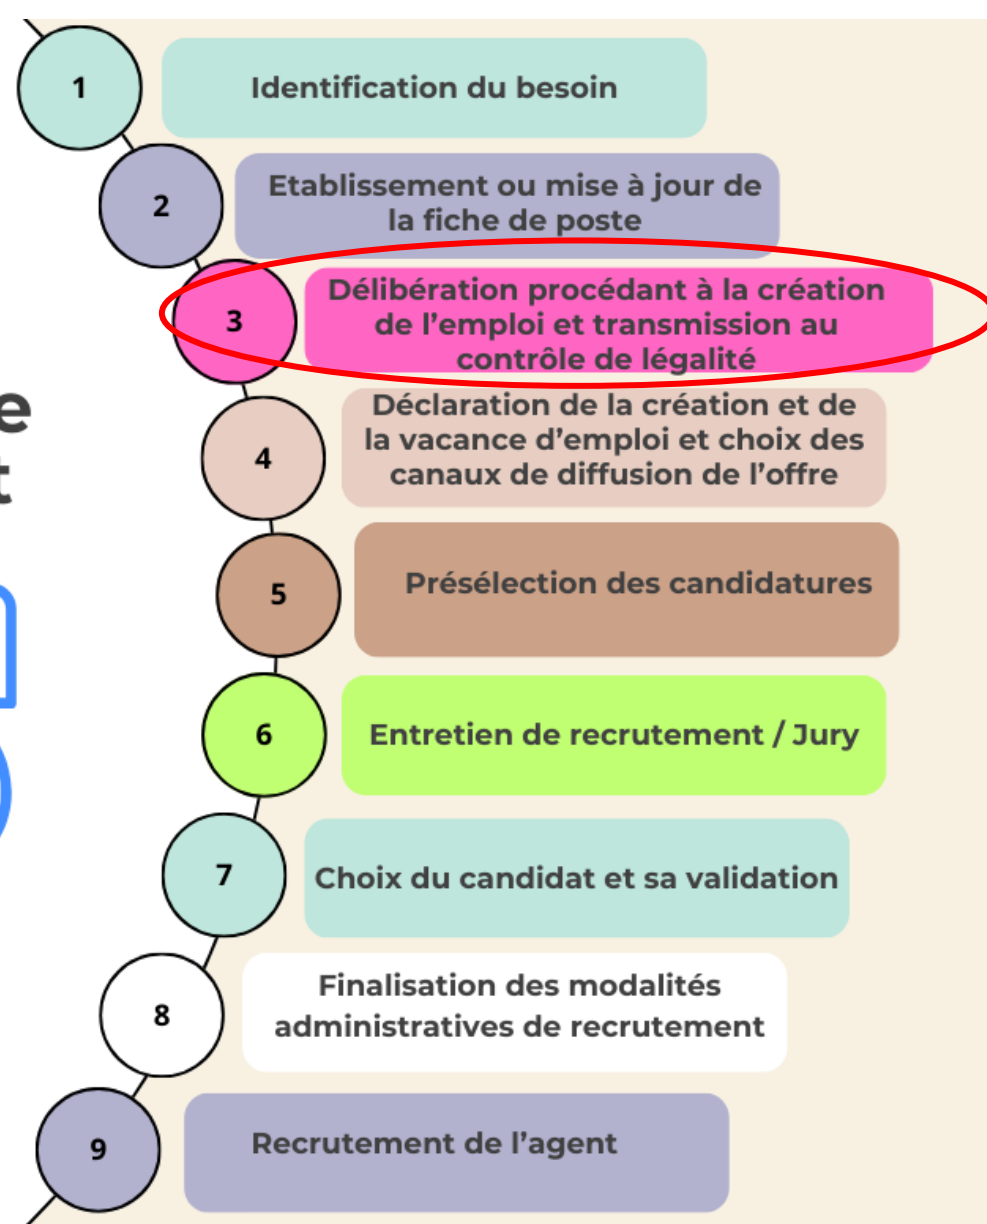 1
Identification du besoin
2
Etablissement ou mise à jour de
la fiche de poste
3
Délibération procédant à la création
de l’emploi et transmission au
contrôle de légalité
e
t
4
Déclaration de la création et de
la vacance d’emploi et choix des
canaux de diffusion de l’offre
5
Présélection des candidatures
6
Entretien de recrutement / Jury
7
Choix du candidat et sa validation
8
Finalisation des modalités
administratives de recrutement
9
Recrutement de l’agent